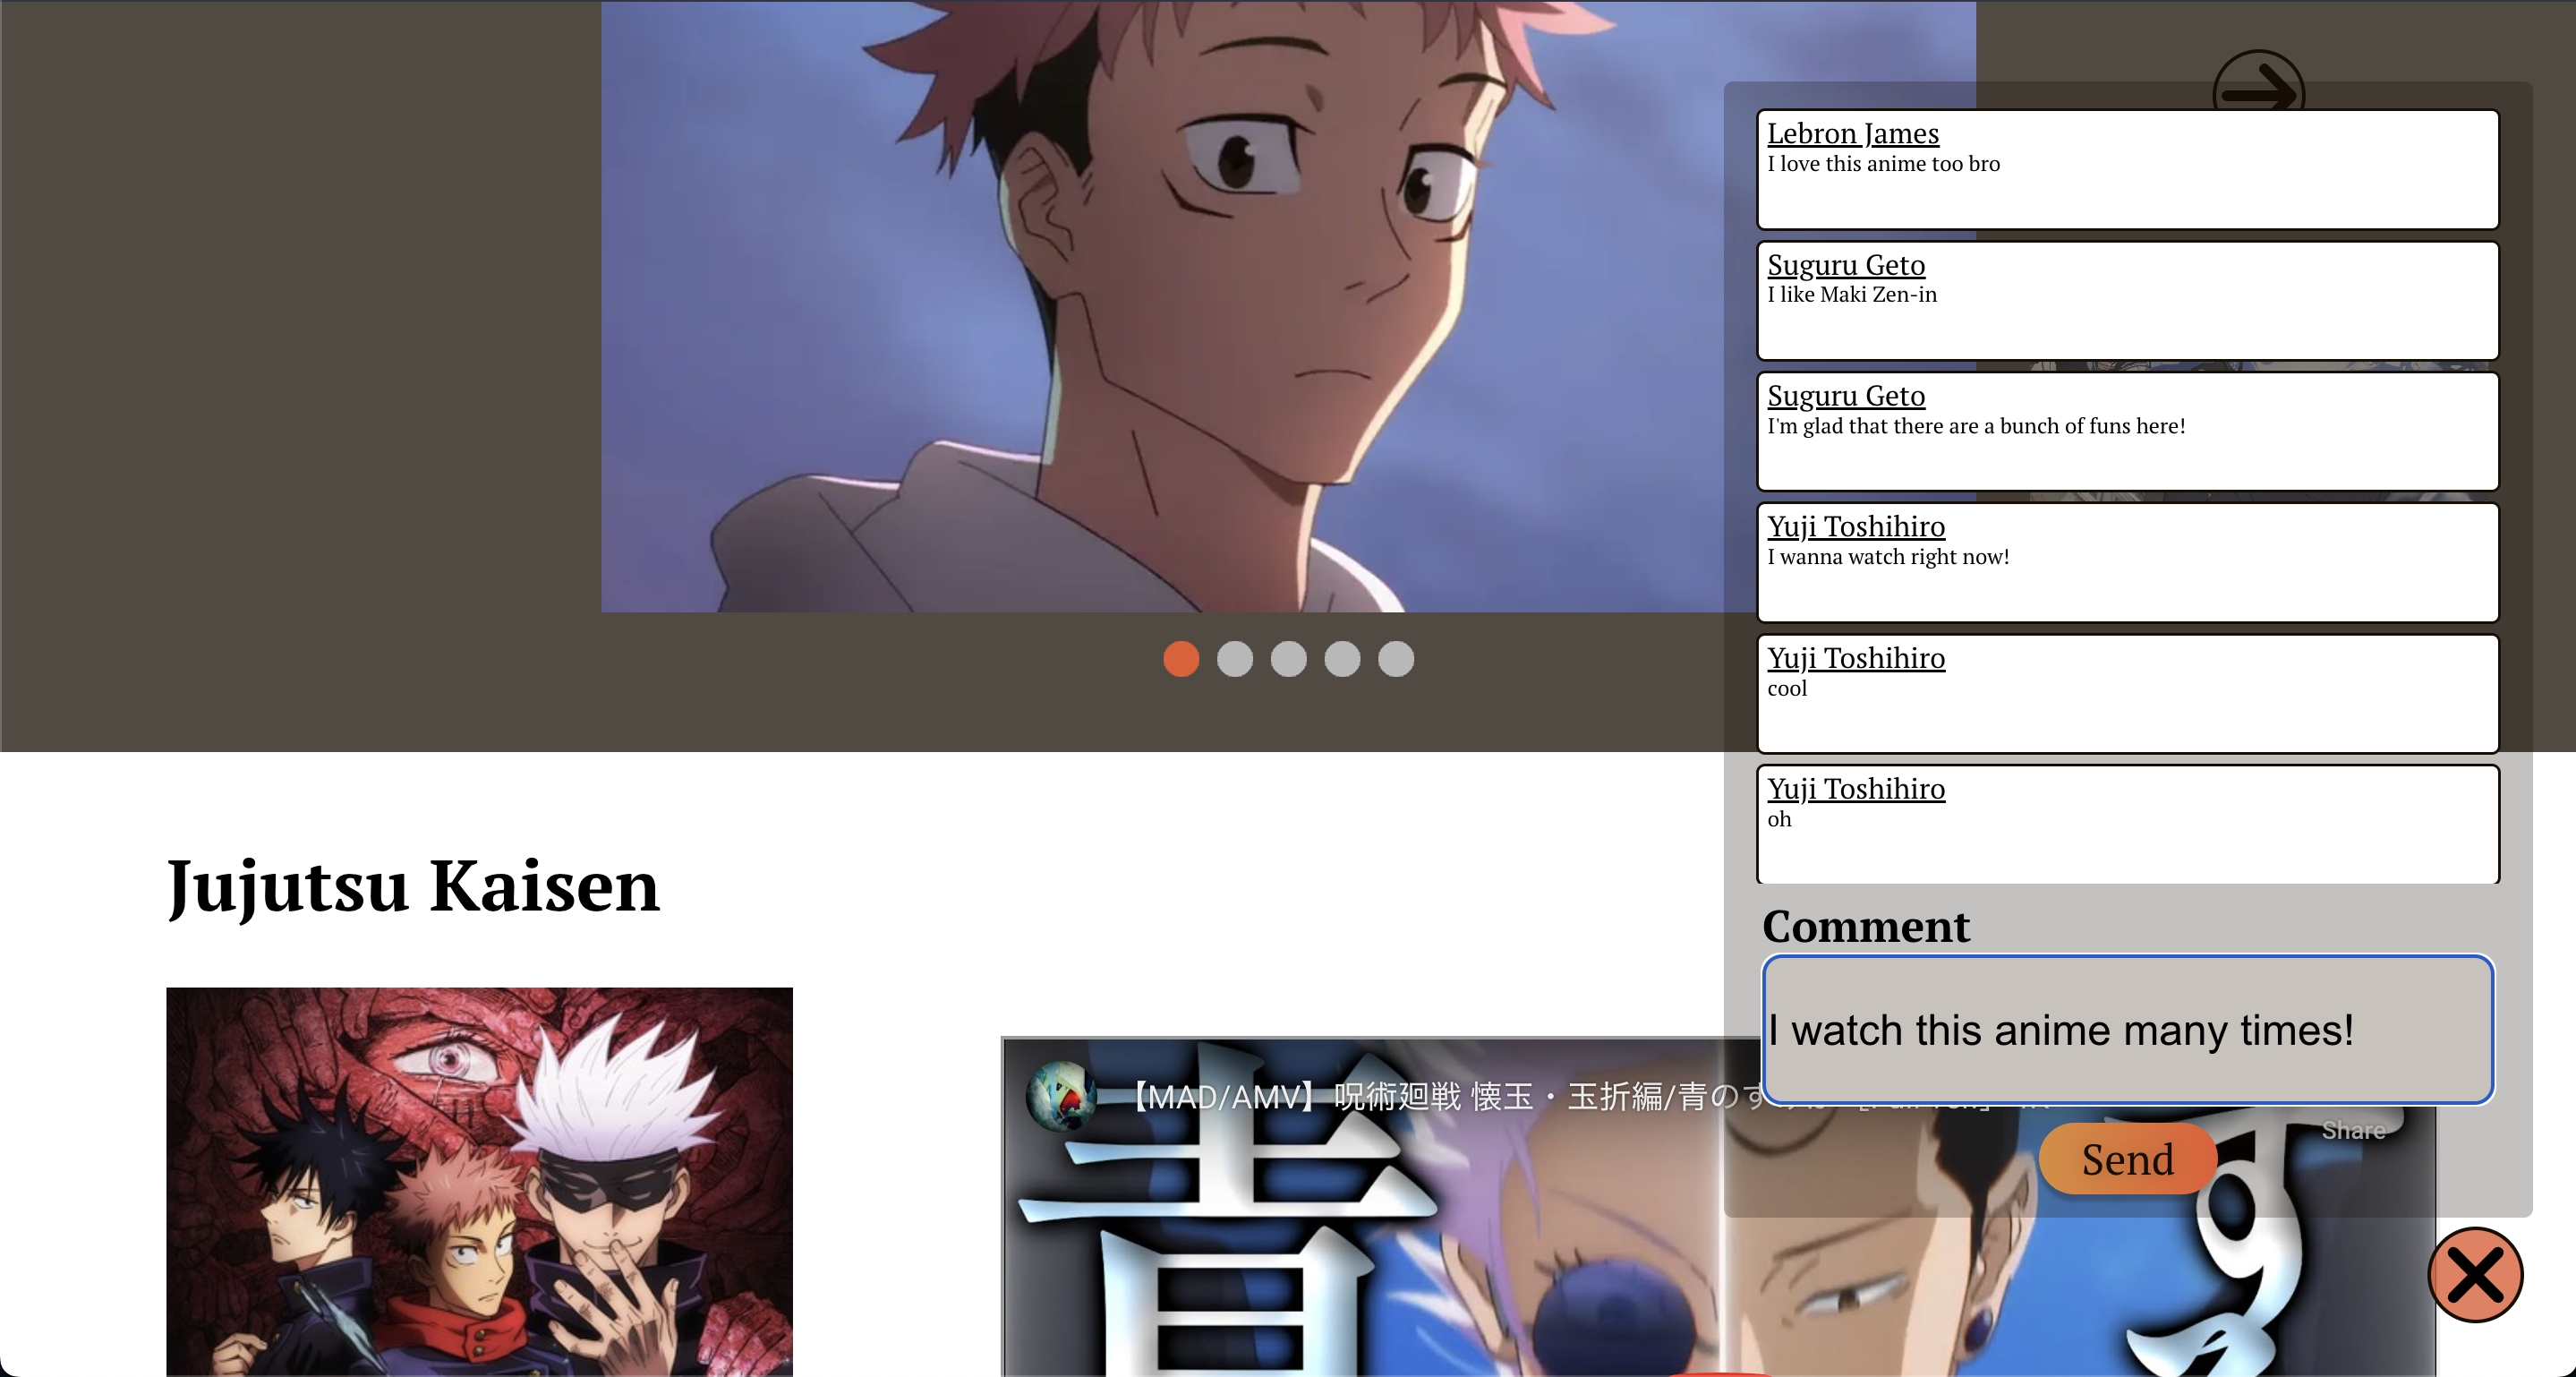 Lebron James
I love this anime too bro
Suguru Geto
I like Maki Zen-in
Suguru Geto
I'm glad that there are a bunch of funs here!
Yuji Toshihiro
I wanna watch right now!
Yuji Toshihiro
cool
Yuji Toshihiro
oh
Comment
I watch this anime many times!
Send
Jujutsu Kaisen
【MAD/AMV】呪術廻戦 懐玉・玉折編/青のす
Share
青
す